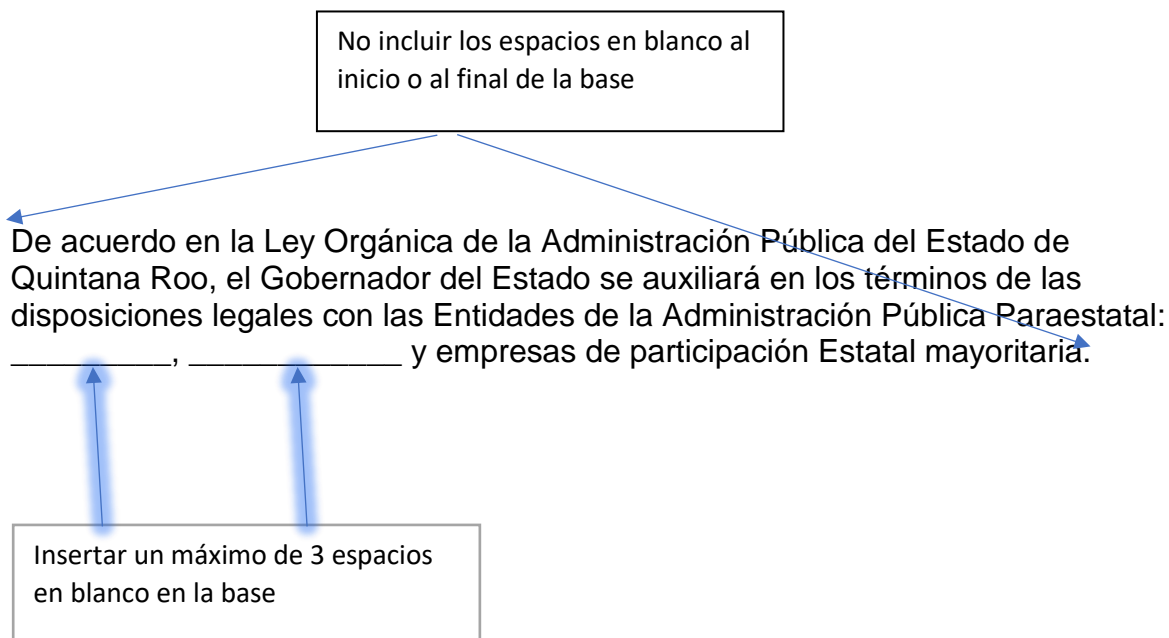 No incluir los espacios en blanco al
inicio o al final de la base
De acuerdo en la Ley Orgánica de la Administración Pública del Estado de
Quintana Roo, el Gobernador del Estado se auxiliará en los términos de las
disposiciones legales con las Entidades de la Administración Pública Paraestatal:
_________, ____________ y empresas de participación Estatal mayoritaria.
Insertar un máximo de 3 espacios
en blanco en la base